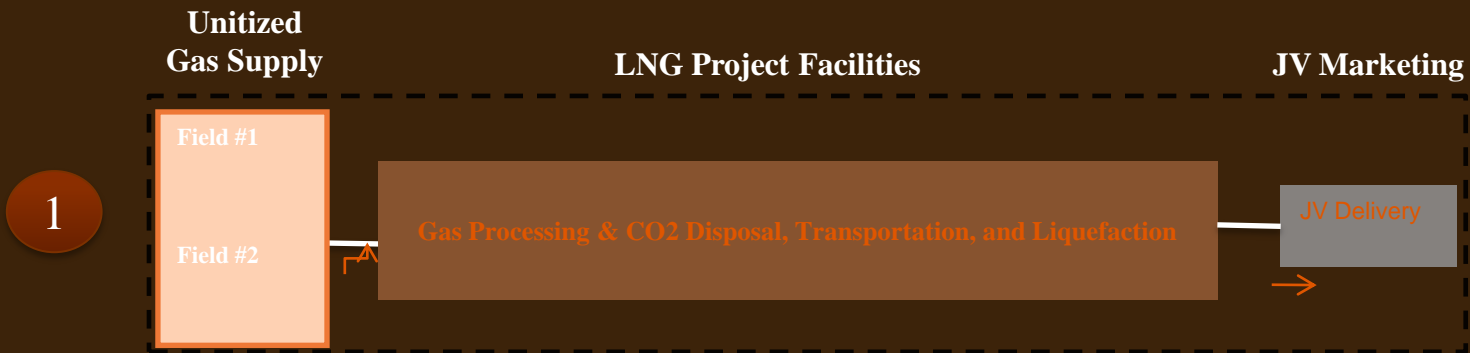 Unitized
Gas Supply
LNG Project Facilities
JV Marketing
1
Field #1
Field #2
Gas Processing & CO2 Disposal, Transportation, and Liquefaction
JV Delivery